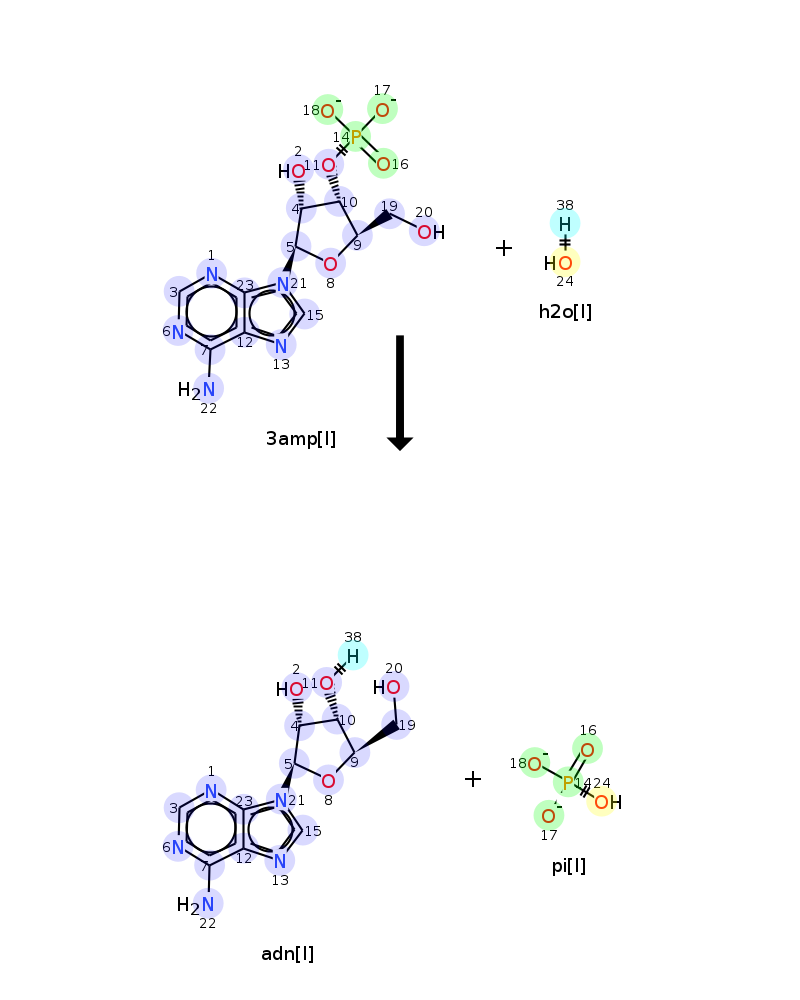 17
18 O- O-
14 P
2 11 O O 16
HO
10 19 20
4 OH
5 9
1 O
N 23 N 21 8
3 15
6 N 12 N
7 13
H2N
22
3amp[l]
+
38
H
HO
24
h2o[l]
38
H
2 11 O 20
HO HO
10 19
4
5 9
1 O
N 23 N 21 8
3 15
6 N 12 N
7 13
H2N
22
adn[l]
+
16
18 O- O
P 14 24
OH
O-
17
pi[l]